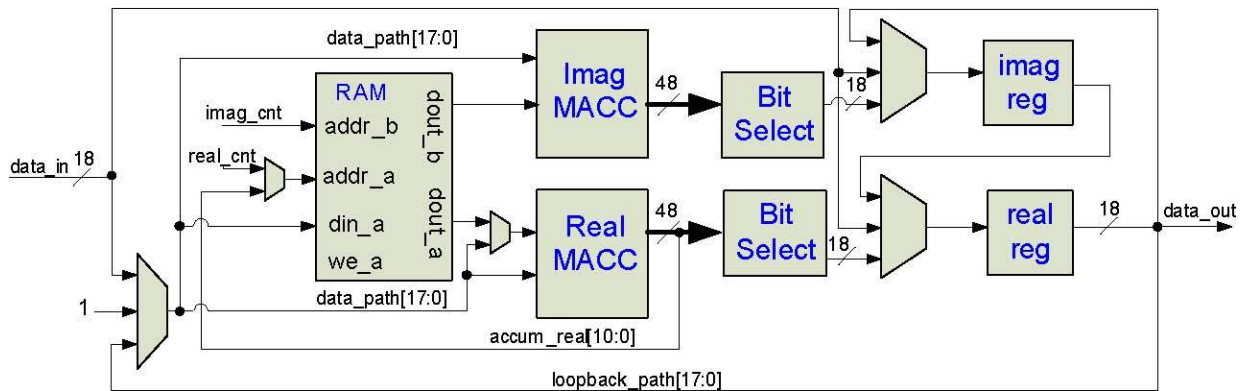 data_path[17:0]
RAM
imag_cnt
addr_b
dout_b
real_cnt
addr_a
dout_a
din_a
we_a
data_in
18
1
data_path[17:0]
accum_real[10:0]
loopback_path[17:0]
Imag
MACC
48
Bit
Select
18
imag
reg
Real
MACC
48
Bit
Select
18
real
reg
18
data_out